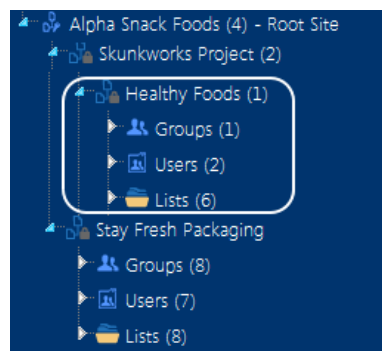 Alpha Snack Foods (4) - Root Site
Skunkworks Project (2)
Healthy Foods (1)
Groups (1)
Users (2)
Lists (6)
Stay Fresh Packaging
Groups (8)
Users (7)
Lists (8)